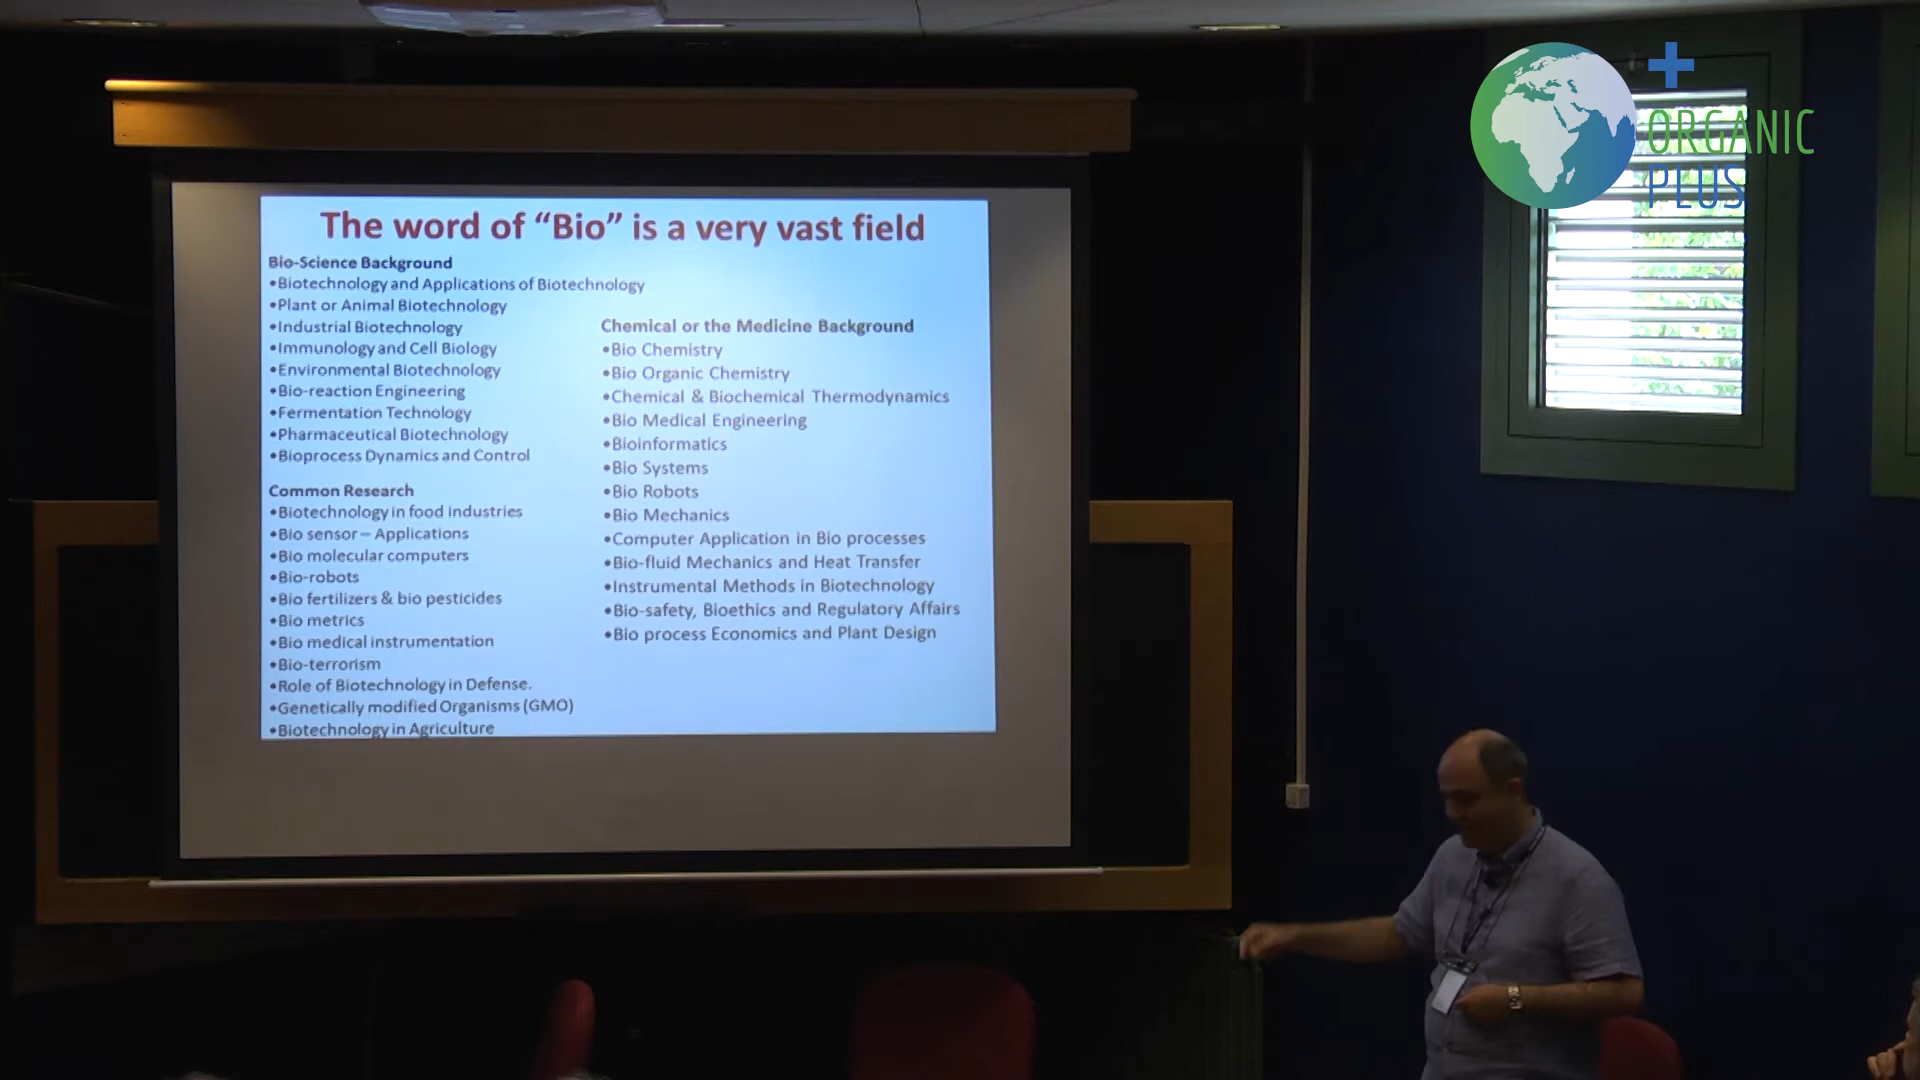 The word of “Bio” is a very vast field
Bio-Science Background
•Biotechnology and Applications of Biotechnology
•Plant or Animal Biotechnology
•Industrial Biotechnology
•Immunology and Cell Biology
•Environmental Biotechnology
•Bio-reaction Engineering
•Fermentation Technology
•Pharmaceutical Biotechnology
•Bioprocess Dynamics and Control
Common Research
•Biotechnology in food industries
•Bio sensor – Applications
•Bio molecular computers
•Bio-robots
•Bio fertilizers & bio pesticides
•Bio metrics
•Bio medical instrumentation
•Bio-terrorism
•Role of Biotechnology in Defense.
•Genetically modified Organisms (GMO)
•Biotechnology in Agriculture
Chemical or the Medicine Background
•Bio Chemistry
•Bio Organic Chemistry
•Chemical & Biochemical Thermodynamics
•Bio Medical Engineering
•Bioinformatics
•Bio Systems
•Bio Robots
•Bio Mechanics
•Computer Application in Bio processes
•Bio-fluid Mechanics and Heat Transfer
•Instrumental Methods in Biotechnology
•Bio-safety, Bioethics and Regulatory Affairs
•Bio process Economics and Plant Design
+
ORGANIC
PLUS